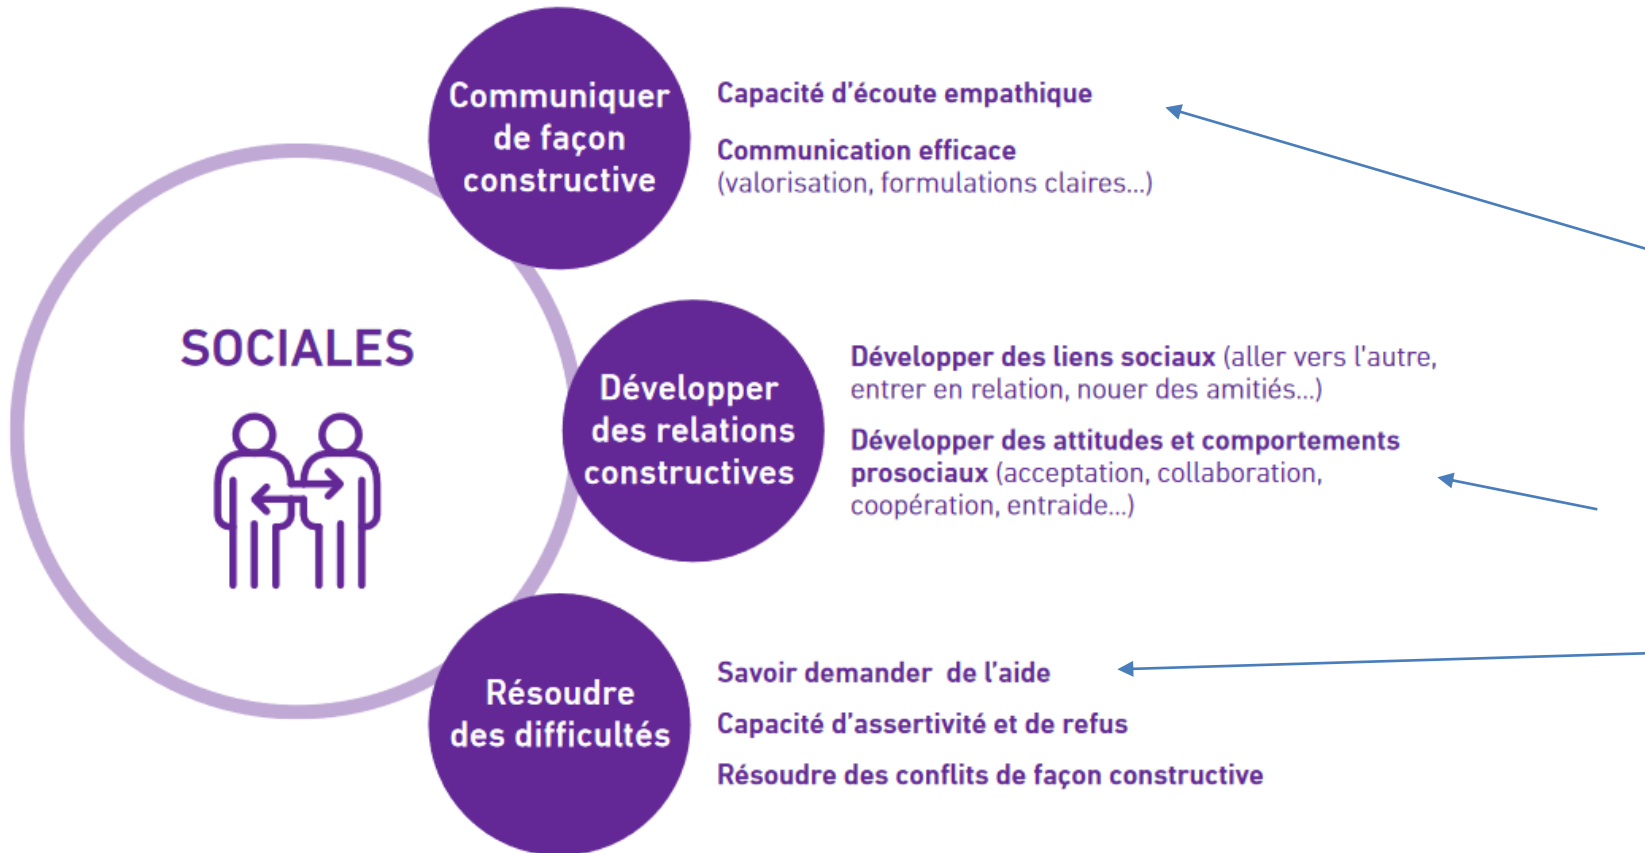 Communiquer
de façon
constructive
Capacité d'écoute empathique
Communication efficace
(valorisation, formulations claires...)
SOCIALES
Développer
des relations
constructives
Développer des liens sociaux (aller vers l'autre,
entrer en relation, nouer des amitiés...)
Développer des attitudes et comportements
prosociaux (acceptation, collaboration,
coopération, entraide...)
Résoudre
des difficultés
Savoir demander de l'aide
Capacité d'assertivité et de refus
Résoudre des conflits de façon constructive